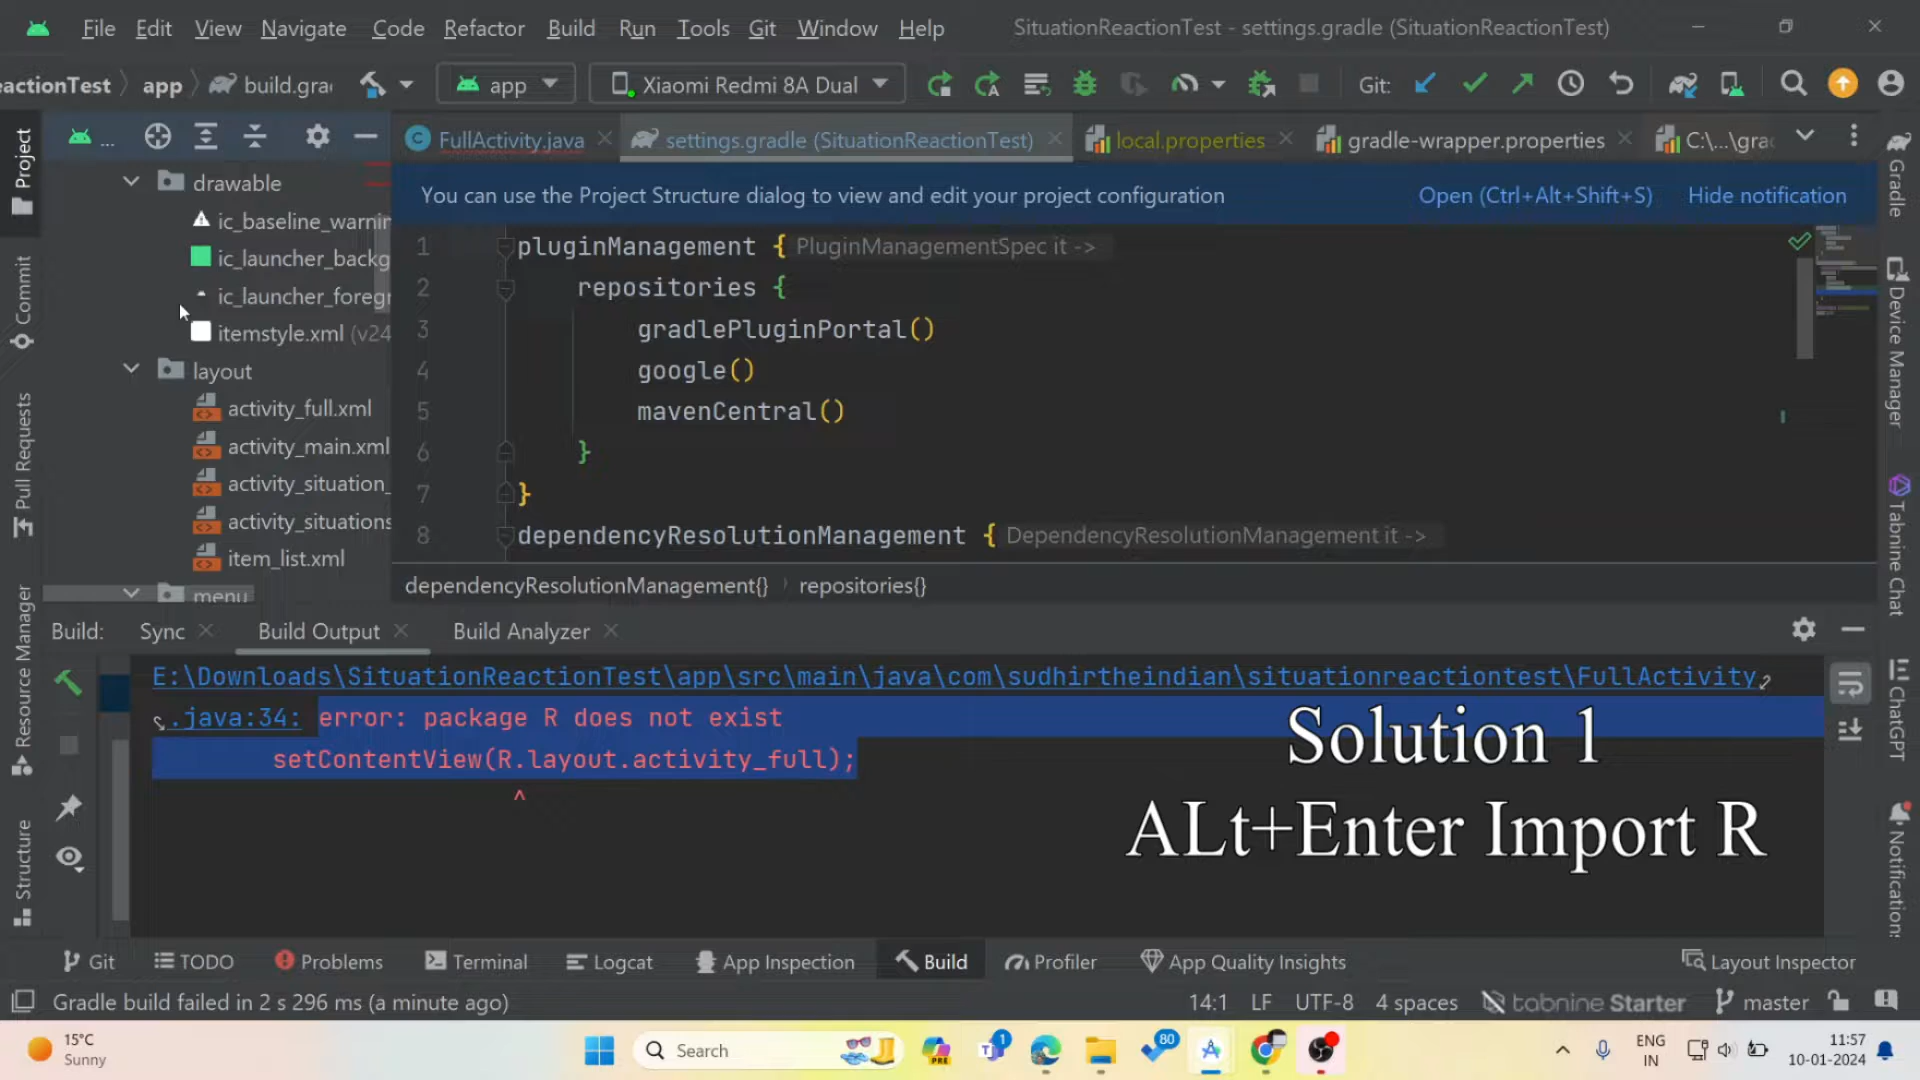 File Edit View Navigate Code Refactor Build Run Tools Git Window Help SituationReactionTest - settings.gradle (SituationReactionTest)
eactionTest app build.gra app Xiaomi Redmi 8A Dual Git:
... FullActivity.java settings.gradle (SituationReactionTest) local.properties gradle-wrapper.properties C:\...\grad
Project
Commit
Pull Requests
Resource Manager
Structure
drawable
ic_baseline_warnin
ic_launcher_backg
ic_launcher_foregr
itemstyle.xml (v24
layout
activity_full.xml
activity_main.xml
activity_situation_
activity_situations
item_list.xml
menu
You can use the Project Structure dialog to view and edit your project configuration Open (Ctrl+Alt+Shift+S) Hide notification
1 pluginManagement { PluginManagementSpec it ->
2 repositories {
3 gradlePluginPortal()
4 google()
5 mavenCentral()
6 }
7 }
8 dependencyResolutionManagement { DependencyResolutionManagement it ->
dependencyResolutionManagement{} repositories{}
Gradle
Device Manager
Tabnine Chat
ChatGPT
Notifications
Build: Sync Build Output Build Analyzer
E:\Downloads\SituationReactionTest\app\src\main\java\com\sudhirtheindian\situationreactiontest\FullActivity
.java:34: error: package R does not exist
setContentView(R.layout.activity_full);
^
Solution 1
ALt+Enter Import R
Git TODO Problems Terminal Logcat App Inspection Build Profiler App Quality Insights Layout Inspector
Gradle build failed in 2 s 296 ms (a minute ago) 14:1 LF UTF-8 4 spaces tabnine Starter master
15°C
Sunny
Search
PRE
1
80
ENG
IN
11:57
10-01-2024